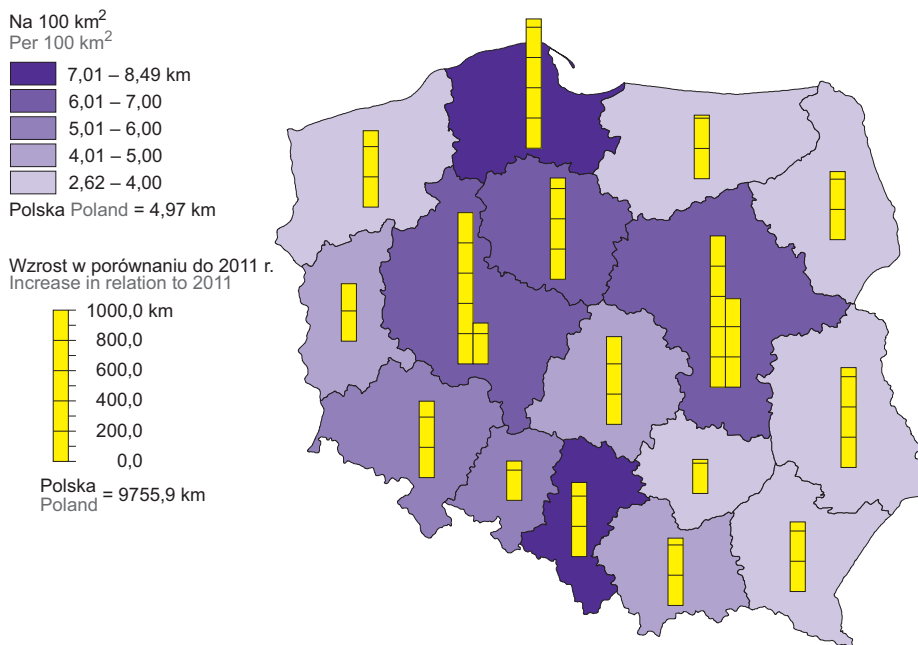 Na 100 km²
Per 100 km²
7,01 – 8,49 km
6,01 – 7,00
5,01 – 6,00
4,01 – 5,00
2,62 – 4,00
Polska Poland = 4,97 km
Wzrost w porównaniu do 2011 r.
Increase in relation to 2011
1000,0 km
800,0
600,0
400,0
200,0
0,0
Polska
Poland = 9755,9 km